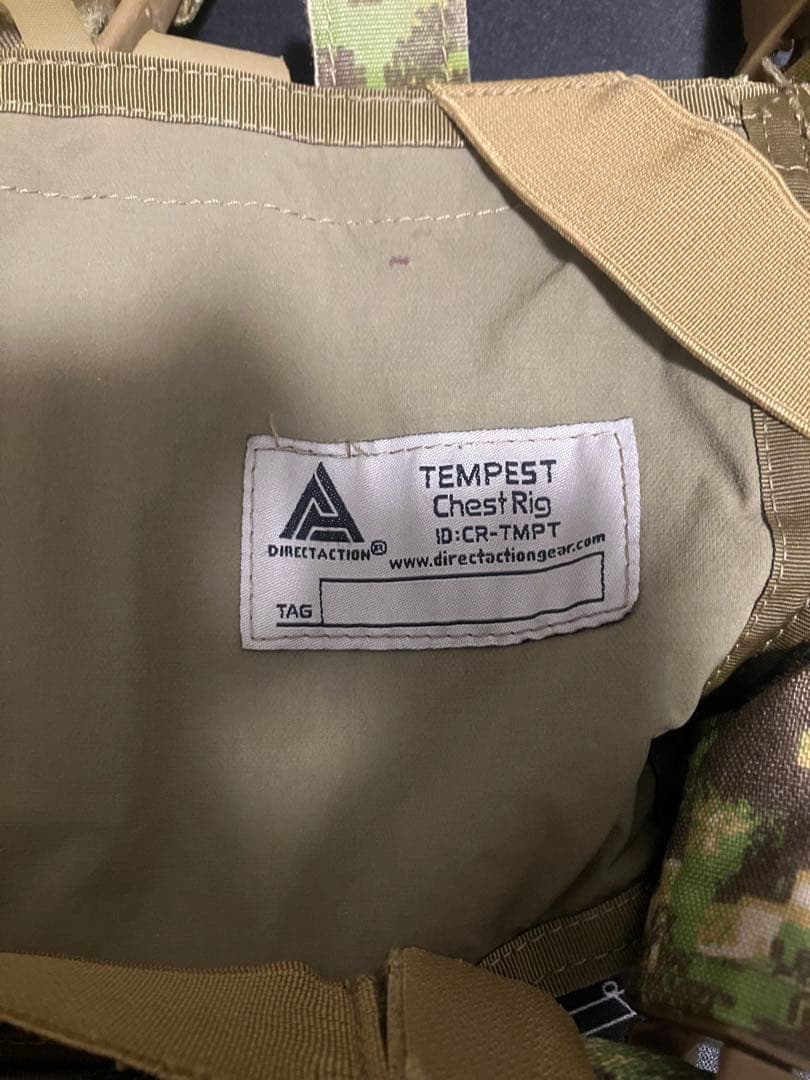 TEMPEST
Chest Rig
ID:CR-TMPT
DIRECTACTION®
www.directactiongear.com
TAG